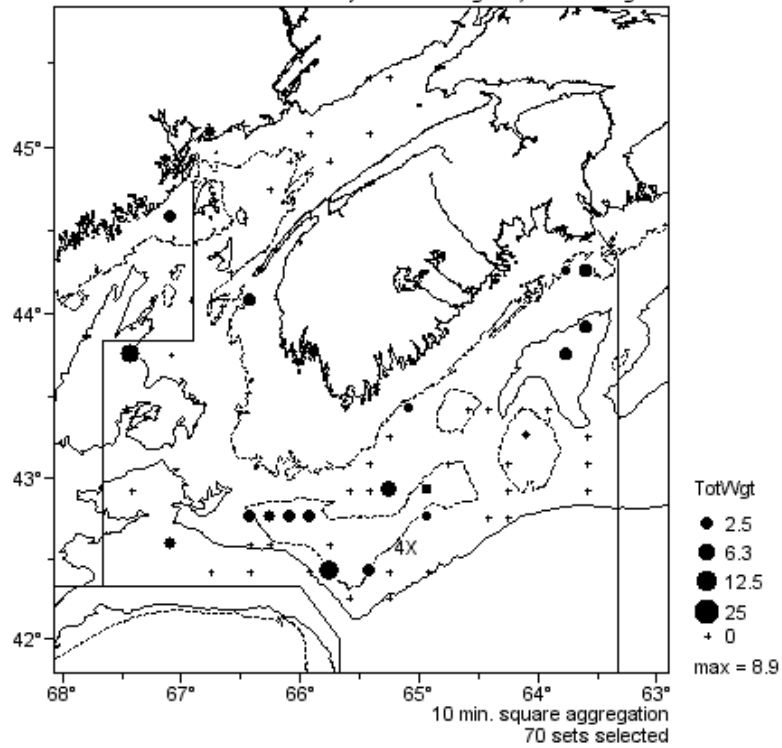 45°
44°
43°
42°
4X
68° 67° 66° 65° 64° 63°
TotWgt
2.5
6.3
12.5
25
0
max = 8.9
10 min. square aggregation
70 sets selected